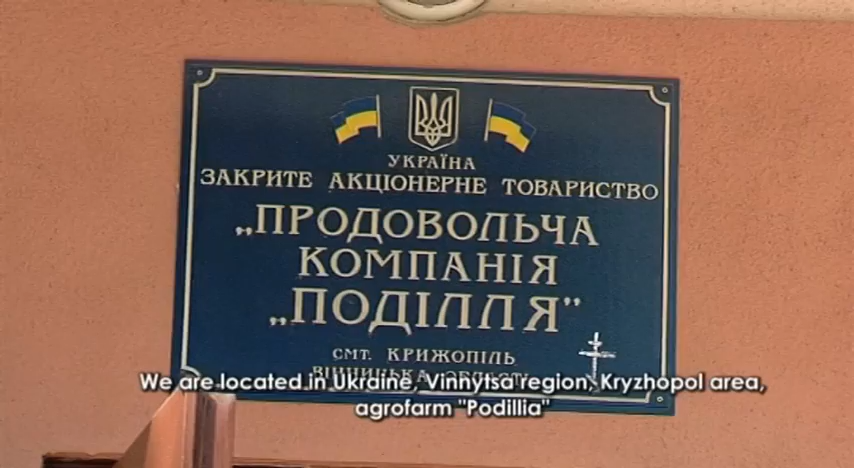 УКРАЇНА
ЗАКРИТЕ АКЦІОНЕРНЕ ТОВАРИСТВО
„ПРОДОВОЛЬЧА
КОМПАНІЯ
„ПОДІЛЛЯ”
СМТ. КРИЖОПІЛЬ
ВІННИЦЬКА
We are located in Ukraine, Vinnytsa region, Kryzhopol area,
agrofarm "Podillia"